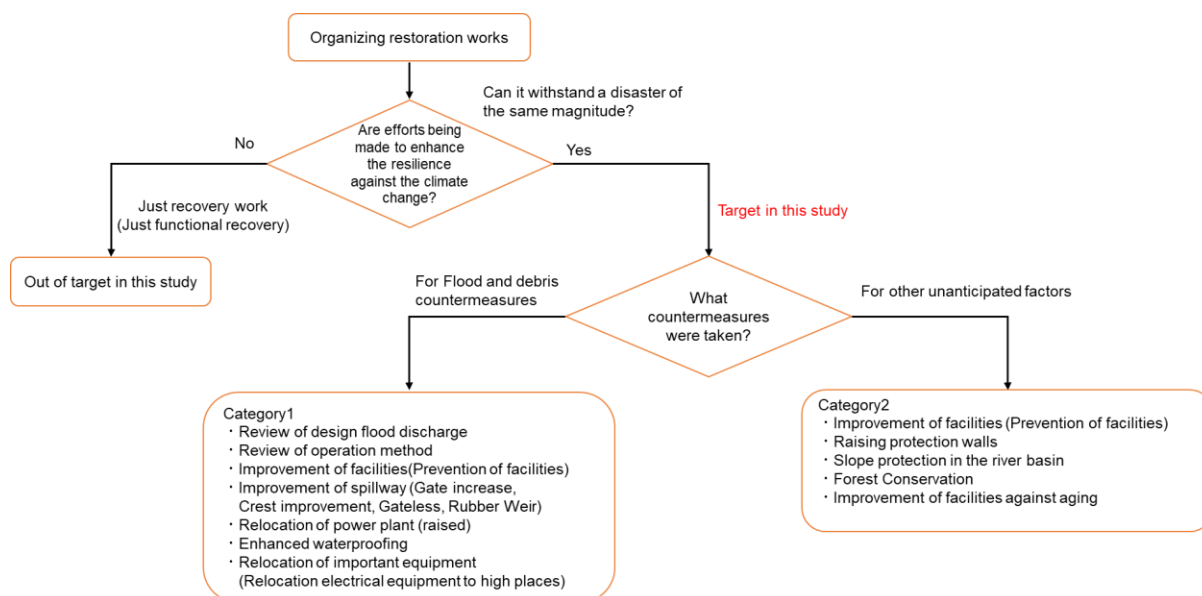 Organizing restoration works
Can it withstand a disaster of
the same magnitude?
Are efforts being
made to enhance
the resilience
against the climate
change?
No
Yes
Just recovery work
(Just functional recovery)
Target in this study
Out of target in this study
For Flood and debris
countermeasures
What
countermeasures
were taken?
For other unanticipated factors
Category1
・Review of design flood discharge
・Review of operation method
・Improvement of facilities(Prevention of facilities)
・Improvement of spillway (Gate increase,
Crest improvement, Gateless, Rubber Weir)
・Relocation of power plant (raised)
・Enhanced waterproofing
・Relocation of important equipment
(Relocation electrical equipment to high places)
Category2
・Improvement of facilities (Prevention of facilities)
・Raising protection walls
・Slope protection in the river basin
・Forest Conservation
・Improvement of facilities against aging